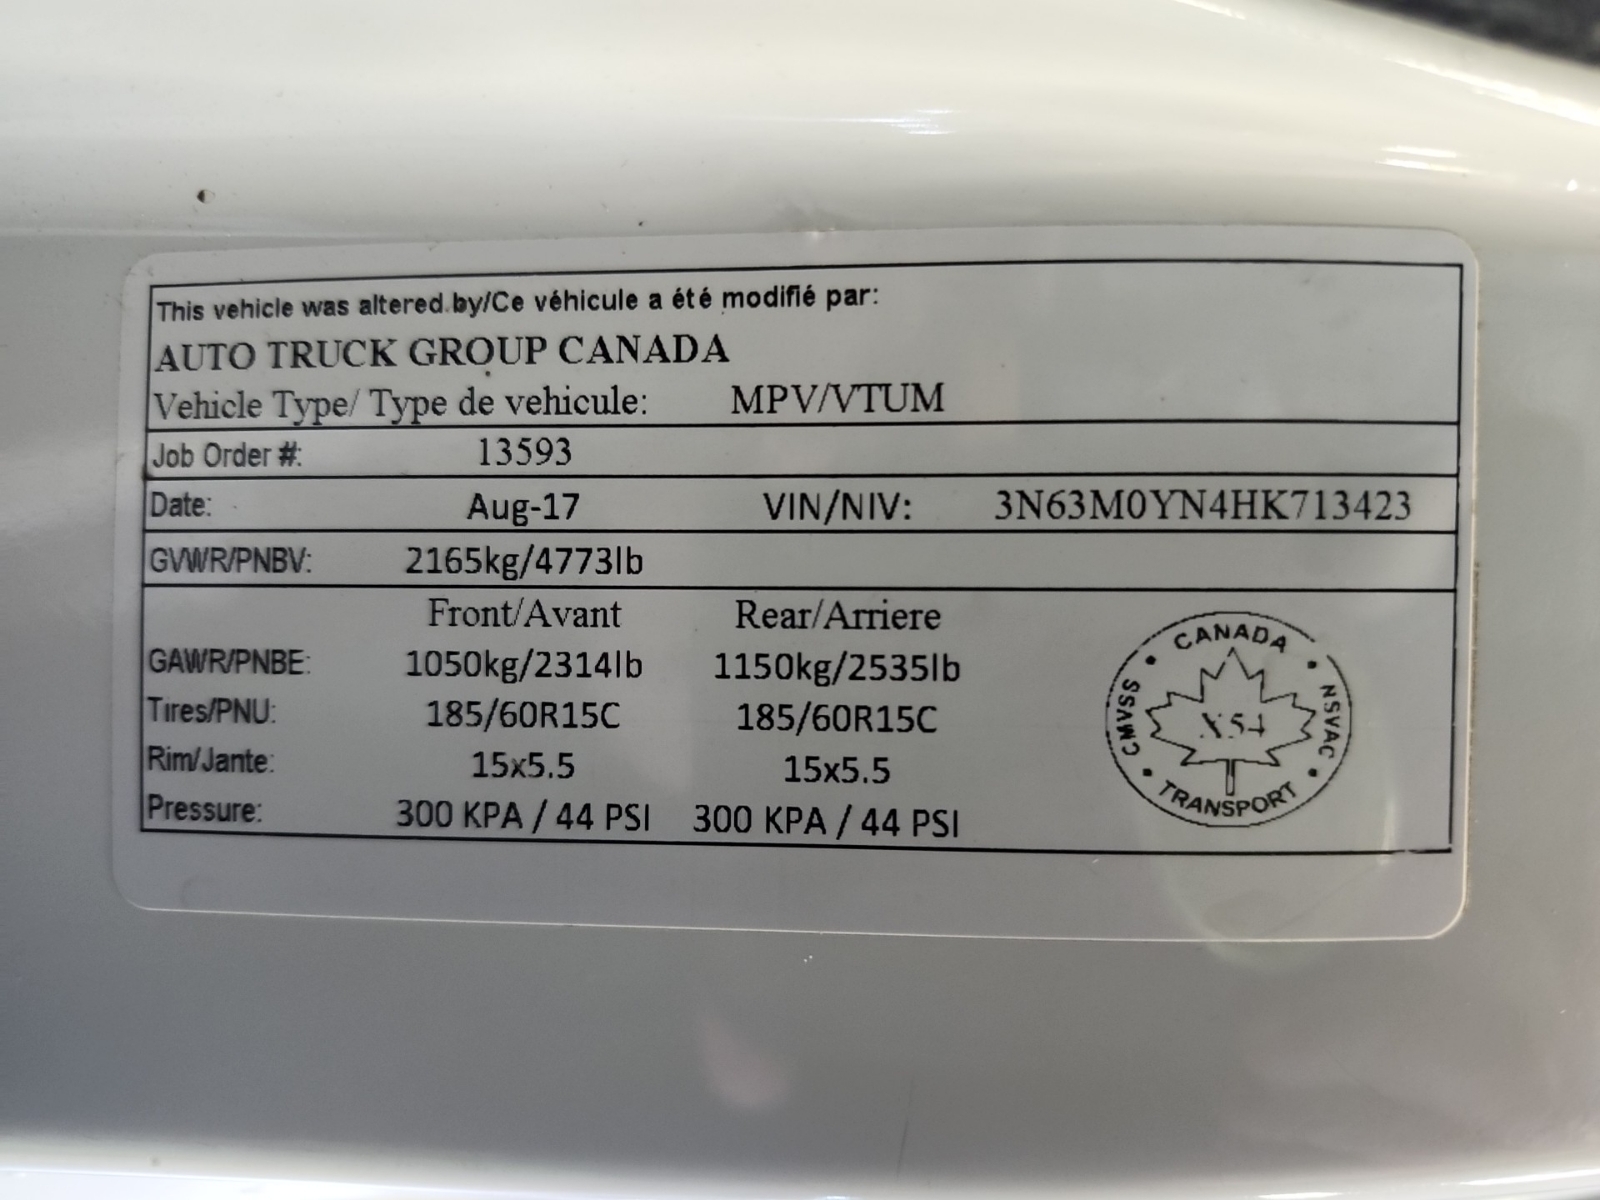 This vehicle was altered by/Ce véhicule a été modifié par:
AUTO TRUCK GROUP CANADA
Vehicle Type/ Type de vehicule: MPV/VTUM
Job Order #: 13593
Date: Aug-17 VIN/NIV: 3N63M0YN4HK713423
GVWR/PNBV: 2165kg/4773lb
Front/Avant Rear/Arriere
GAWR/PNBE: 1050kg/2314lb 1150kg/2535lb
Tires/PNU: 185/60R15C 185/60R15C
Rim/Jante: 15x5.5 15x5.5
Pressure: 300 KPA / 44 PSI 300 KPA / 44 PSI
CANADA
CMVSS
NSVAC
X54
TRANSPORT